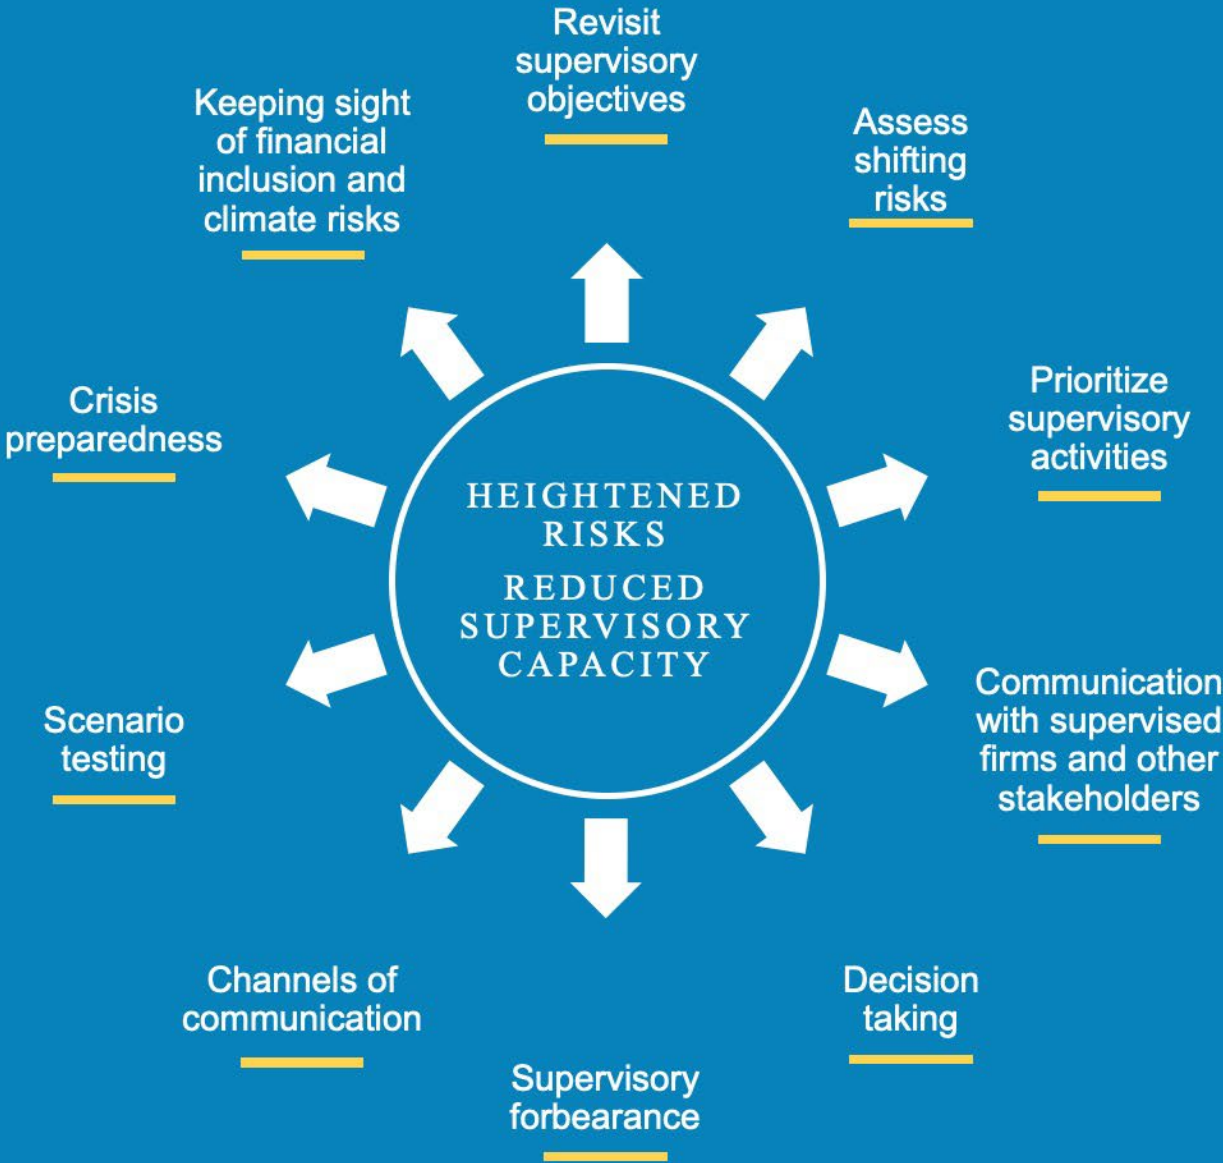 Revisit
supervisory
objectives
Assess
shifting
risks
Prioritize
supervisory
activities
Communication
with supervised
firms and other
stakeholders
Decision
taking
Supervisory
forbearance
Channels of
communication
Scenario
testing
Crisis
preparedness
Keeping sight
of financial
inclusion and
climate risks
HEIGHTENED
RISKS
REDUCED
SUPERVISORY
CAPACITY